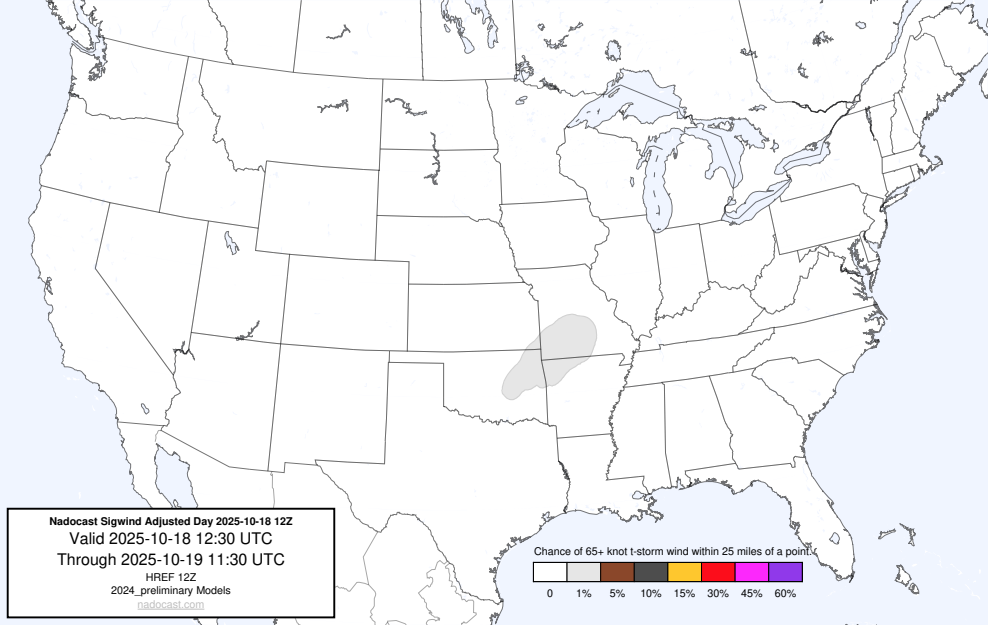 Nadocast Sigwind Adjusted Day 2025-10-18 12Z
Valid 2025-10-18 12:30 UTC
Through 2025-10-19 11:30 UTC
HREF 12Z
2024_preliminary Models
nadocast.com
Chance of 65+ knot t-storm wind within 25 miles of a point.
0 1% 5% 10% 15% 30% 45% 60%